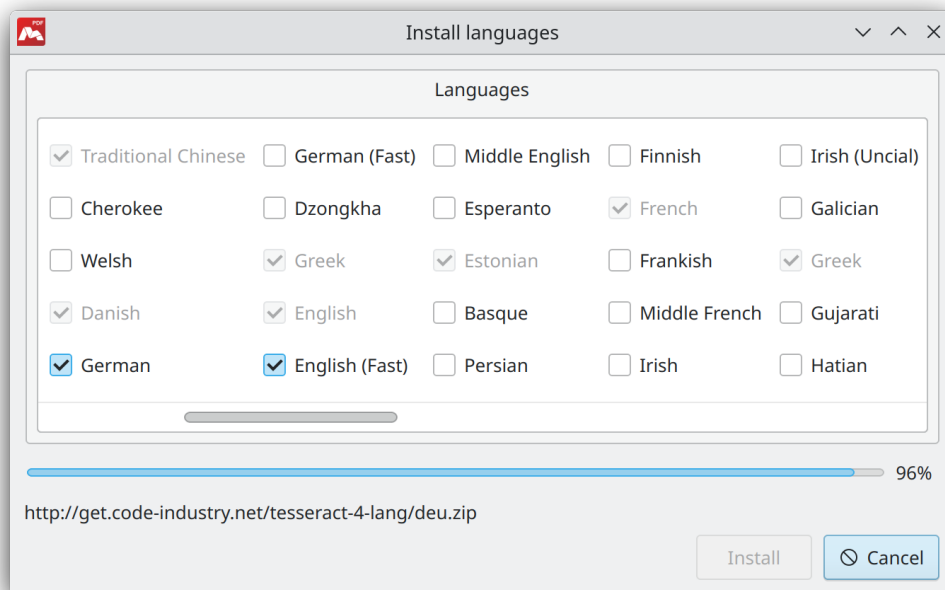 PDF
Install languages
Languages
Traditional Chinese German (Fast) Middle English Finnish Irish (Uncial)
Cherokee Dzongkha Esperanto French Galician
Welsh Greek Estonian Frankish Greek
Danish English Basque Middle French Gujarati
German English (Fast) Persian Irish Hatian
96%
http://get.code-industry.net/tesseract-4-lang/deu.zip
Install Cancel